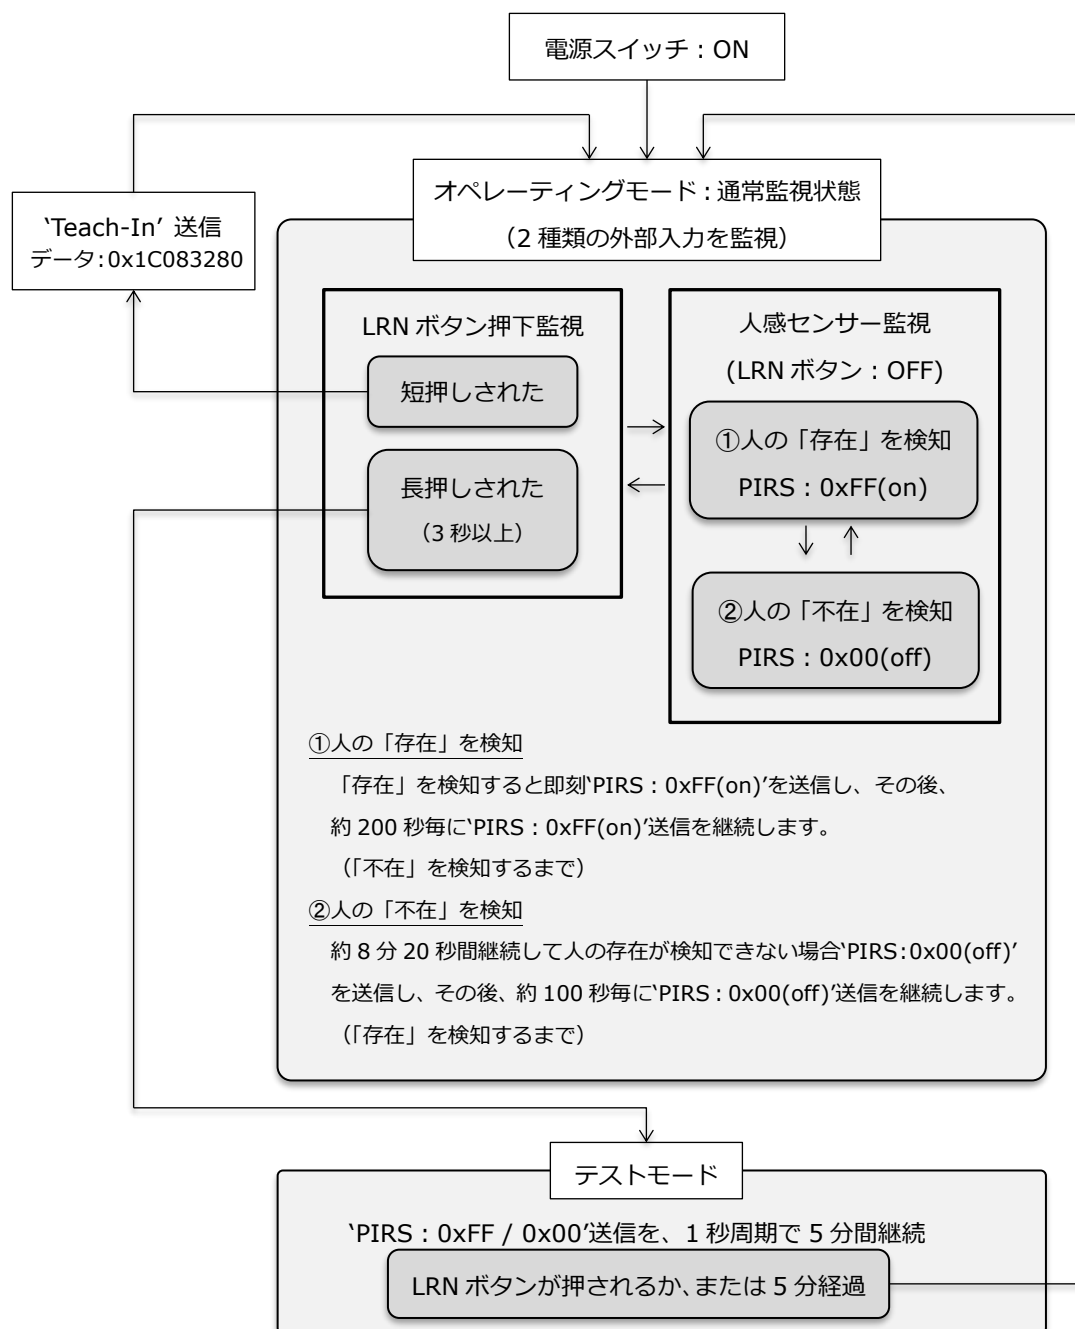 電源スイッチ：ON
オペレーティングモード：通常監視状態
（2 種類の外部入力を監視）
‘Teach-In’ 送信
データ：0x1C083280
LRN ボタン押下監視
短押しされた
長押しされた
（3 秒以上）
人感センサー監視
(LRN ボタン：OFF)
①人の「存在」を検知
PIRS：0xFF(on)
②人の「不在」を検知
PIRS：0x00(off)
①人の「存在」を検知
「存在」を検知すると即刻‘PIRS：0xFF(on)’を送信し、その後、
約 200 秒毎に‘PIRS：0xFF(on)’送信を継続します。
（「不在」を検知するまで）
②人の「不在」を検知
約 8 分 20 秒間継続して人の存在が検知できない場合‘PIRS：0x00(off)’
を送信し、その後、約 100 秒毎に‘PIRS：0x00(off)’送信を継続します。
（「存在」を検知するまで）
テストモード
‘PIRS：0xFF / 0x00’送信を、1 秒周期で 5 分間継続
LRN ボタンが押されるか、または 5 分経過